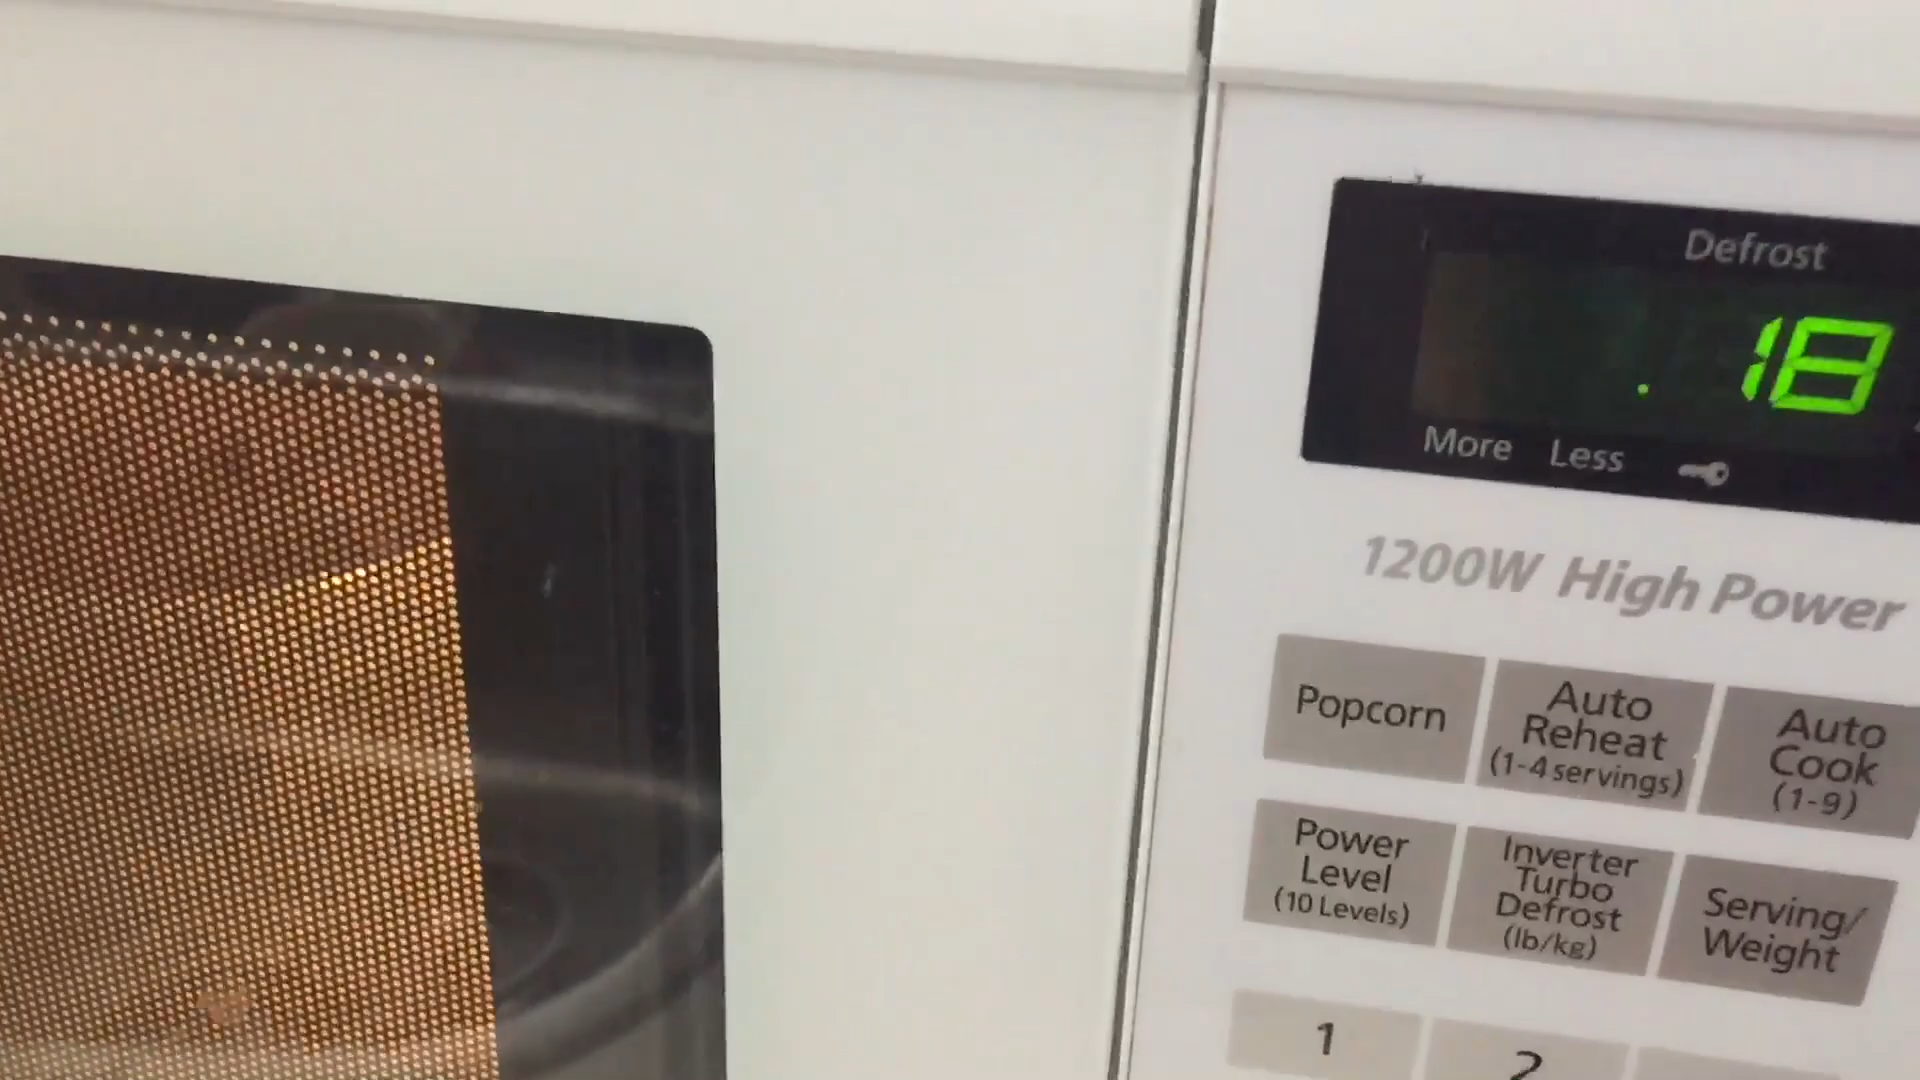 Defrost
. 18
More Less
1200W High Power
Popcorn
Auto
Reheat
(1-4 servings)
Auto
Cook
(1-9)
Power
Level
(10 Levels)
Inverter
Turbo
Defrost
(lb/kg)
Serving/
Weight
1
2